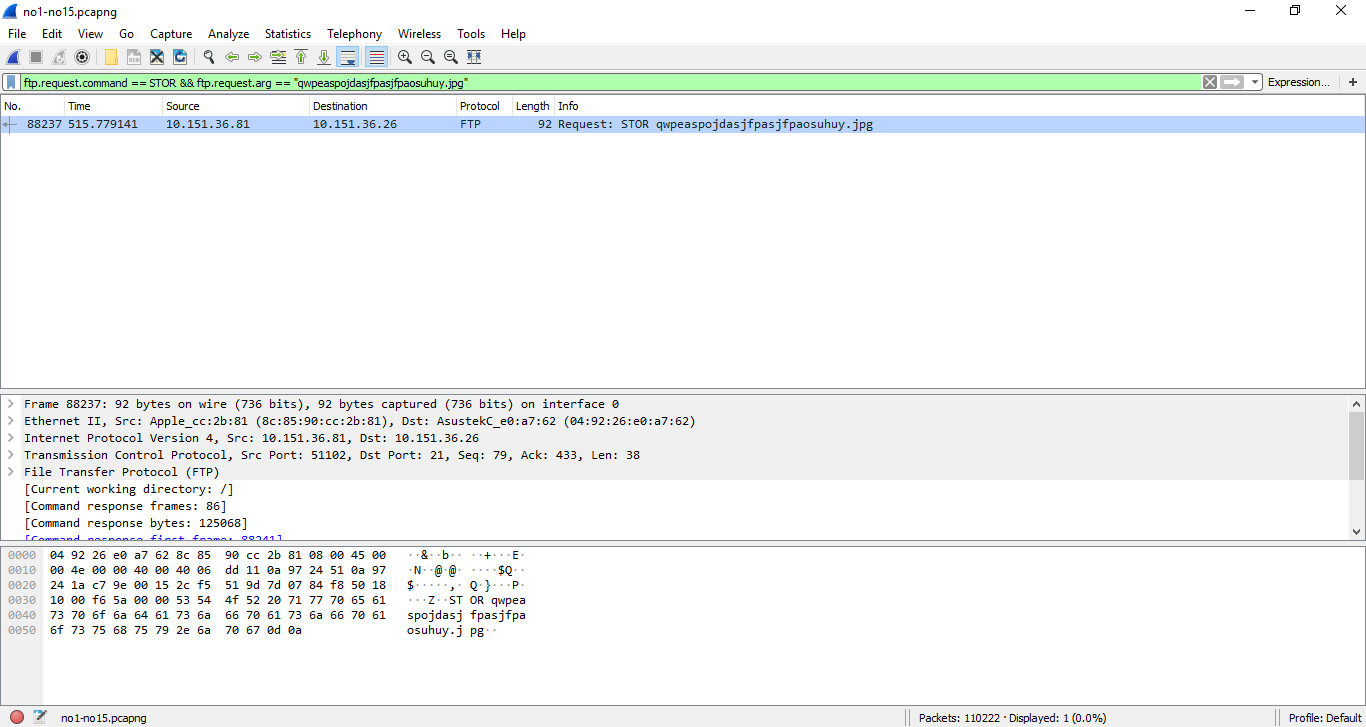 no1-no15.pcapng
File Edit View Go Capture Analyze Statistics Telephony Wireless Tools Help
ftp.request.command == STOR && ftp.request.arg == "qwpeaspojdasjfpasjfpaosuhuy.jpg" Expression... +
No. Time Source Destination Protocol Length Info
88237 515.779141 10.151.36.81 10.151.36.26 FTP 92 Request: STOR qwpeaspojdasjfpasjfpaosuhuy.jpg
Frame 88237: 92 bytes on wire (736 bits), 92 bytes captured (736 bits) on interface 0
Ethernet II, Src: Apple_cc:2b:81 (8c:85:90:cc:2b:81), Dst: AsustekC_e0:a7:62 (04:92:26:e0:a7:62)
Internet Protocol Version 4, Src: 10.151.36.81, Dst: 10.151.36.26
Transmission Control Protocol, Src Port: 51102, Dst Port: 21, Seq: 79, Ack: 433, Len: 38
File Transfer Protocol (FTP)
[Current working directory: /]
[Command response frames: 86]
[Command response bytes: 125068]
[Command response first frame: 88241]
0000 04 92 26 e0 a7 62 8c 85 90 cc 2b 81 08 00 45 00 ··&··b·· ··+···E·
0010 00 4e 00 00 40 00 40 06 dd 11 0a 97 24 51 0a 97 ·N··@·@· ····$Q··
0020 24 1a c7 9e 00 15 2c f5 51 9d 7d 07 84 f8 50 18 $·····,· Q·}···P·
0030 10 00 f6 5a 00 00 53 54 4f 52 20 71 77 70 65 61 ···Z··ST OR qwpea
0040 73 70 6f 6a 64 61 73 6a 66 70 61 73 6a 66 70 61 spojdasj fpasjfpa
0050 6f 73 75 68 75 79 2e 6a 70 67 0d 0a osuhuy.j pg··
no1-no15.pcapng Packets: 110222 · Displayed: 1 (0.0%) Profile: Default